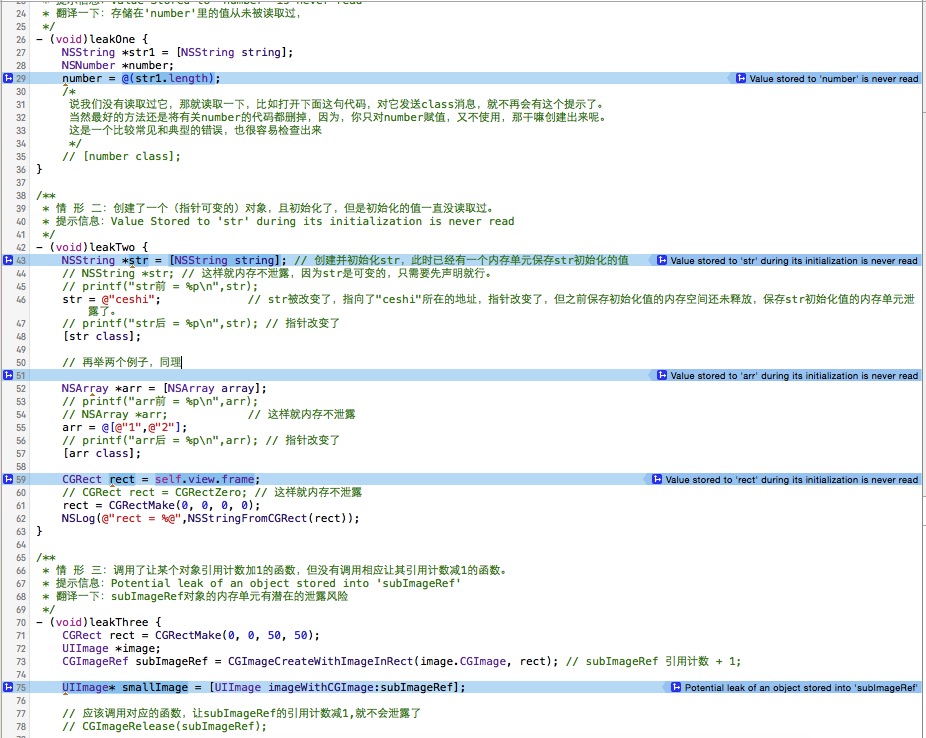 * 提示信息：Value stored to 'number' is never read
24 * 翻译一下：存储在'number'里的值从未被读取过，
25 */
26 - (void)leakOne {
27 NSString *str1 = [NSString string];
28 NSNumber *number;
29 number = @(str1.length); Value stored to 'number' is never read
30 /*
31 说我们没有读取过它，那就读取一下，比如打开下面这句代码，对它发送class消息，就不再会有这个提示了。
32 当然最好的方法还是将有关number的代码都删掉，因为，你只对number赋值，又不使用，那干嘛创建出来呢。
33 这是一个比较常见和典型的错误，也很容易检查出来
34 */
35 // [number class];
36 }
37
38 /**
39 * 情 形 二：创建了一个（指针可变的）对象，且初始化了，但是初始化的值一直没读取过。
40 * 提示信息：Value Stored to 'str' during its initialization is never read
41 */
42 - (void)leakTwo {
43 NSString *str = [NSString string]; // 创建并初始化str，此时已经有一个内存单元保存str初始化的值 Value stored to 'str' during its initialization is never read
44 // NSString *str; // 这样就内存不泄露，因为str是可变的，只需要先声明就行。
45 // printf("str前 = %p\n",str);
46 str = @"ceshi"; // str被改变了，指向了"ceshi"所在的地址，指针改变了，但之前保存初始化值的内存空间还未释放，保存str初始化值的内存单元泄
露了。
47 // printf("str后 = %p\n",str); // 指针改变了
48 [str class];
49
50 // 再举两个例子，同理
51 Value stored to 'arr' during its initialization is never read
52 NSArray *arr = [NSArray array];
53 // printf("arr前 = %p\n",arr);
54 // NSArray *arr; // 这样就内存不泄露
55 arr = @[@"1",@"2"];
56 // printf("arr后 = %p\n",arr); // 指针改变了
57 [arr class];
58
59 CGRect rect = self.view.frame; Value stored to 'rect' during its initialization is never read
60 // CGRect rect = CGRectZero; // 这样就内存不泄露
61 rect = CGRectMake(0, 0, 0, 0);
62 NSLog(@"rect = %@",NSStringFromCGRect(rect));
63 }
64
65 /**
66 * 情 形 三：调用了让某个对象引用计数加1的函数，但没有调用相应让其引用计数减1的函数。
67 * 提示信息：Potential leak of an object stored into 'subImageRef'
68 * 翻译一下：subImageRef对象的内存单元有潜在的泄露风险
69 */
70 - (void)leakThree {
71 CGRect rect = CGRectMake(0, 0, 50, 50);
72 UIImage *image;
73 CGImageRef subImageRef = CGImageCreateWithImageInRect(image.CGImage, rect); // subImageRef 引用计数 + 1;
74
75 UIImage* smallImage = [UIImage imageWithCGImage:subImageRef]; Potential leak of an object stored into 'subImageRef'
76
77 // 应该调用对应的函数，让subImageRef的引用计数减1,就不会泄露了
78 // CGImageRelease(subImageRef);